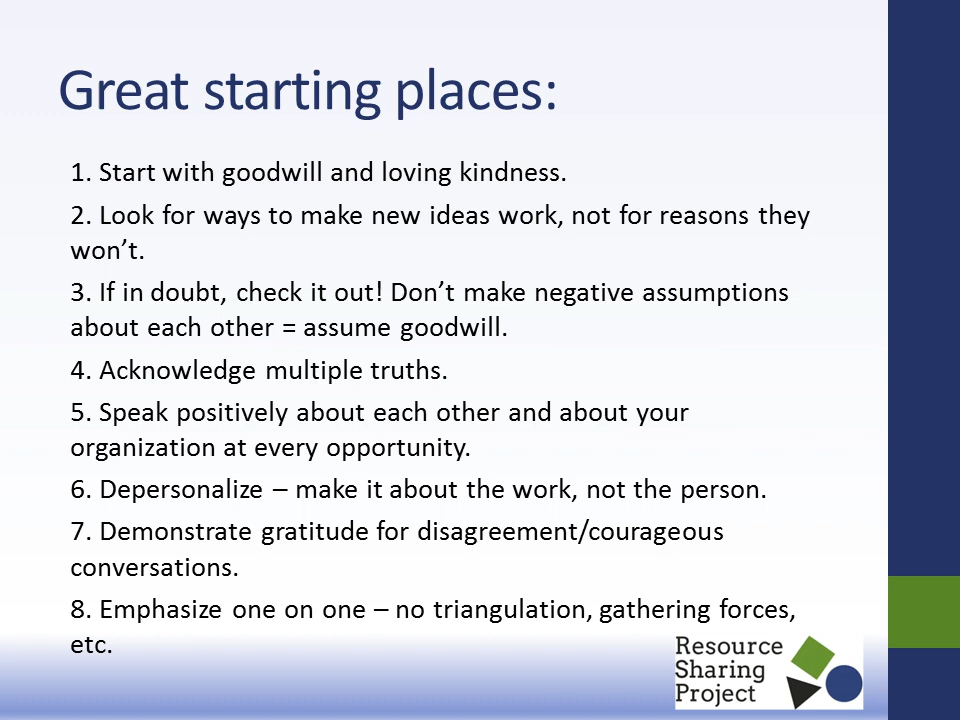 Great starting places:
1. Start with goodwill and loving kindness.
2. Look for ways to make new ideas work, not for reasons they
won’t.
3. If in doubt, check it out! Don’t make negative assumptions
about each other = assume goodwill.
4. Acknowledge multiple truths.
5. Speak positively about each other and about your
organization at every opportunity.
6. Depersonalize – make it about the work, not the person.
7. Demonstrate gratitude for disagreement/courageous
conversations.
8. Emphasize one on one – no triangulation, gathering forces,
etc.
Resource
Sharing
Project